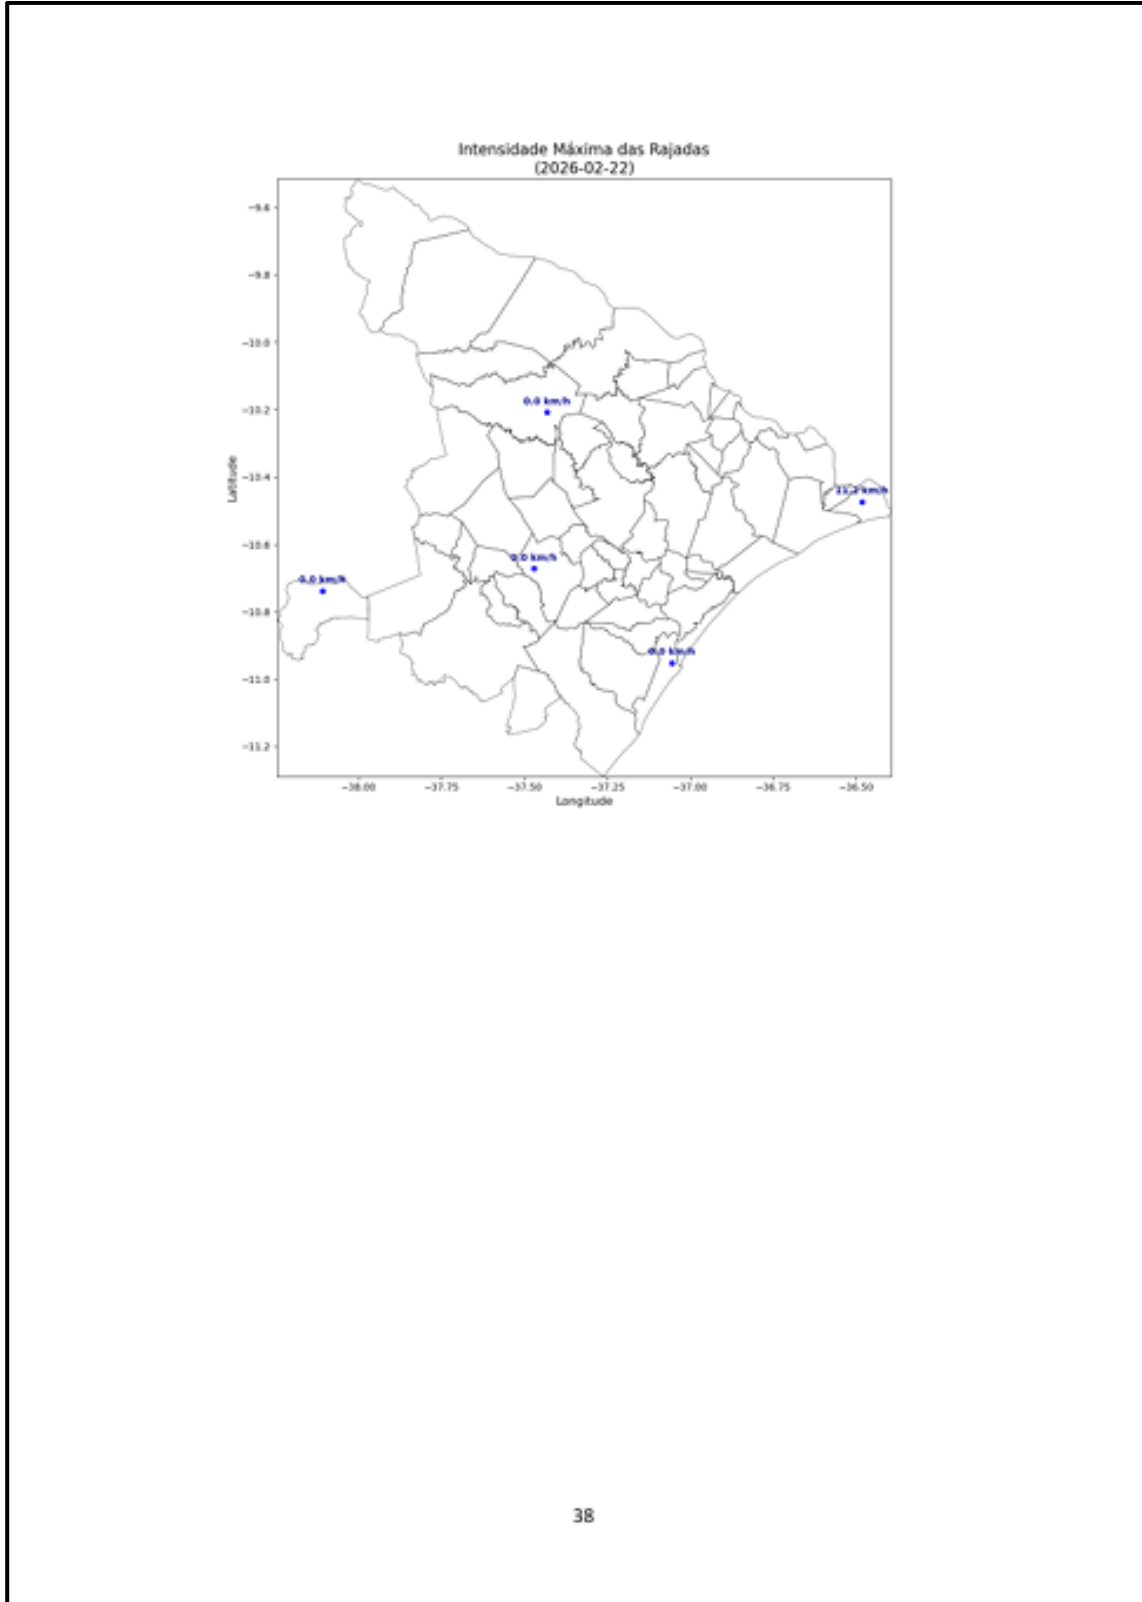 Intensidade Máxima das Rajadas
(2026-02-22)
Latitude
−9.6
−9.8
−10.0
−10.2
−10.4
−10.6
−10.8
−11.0
−11.2
0.0 km/h
km/h
0.0 km/h
0.0 km/h
0.0 km/h
−38.00
−37.75
−37.50
−37.25
−37.00
−36.75
−36.50
Longitude
38